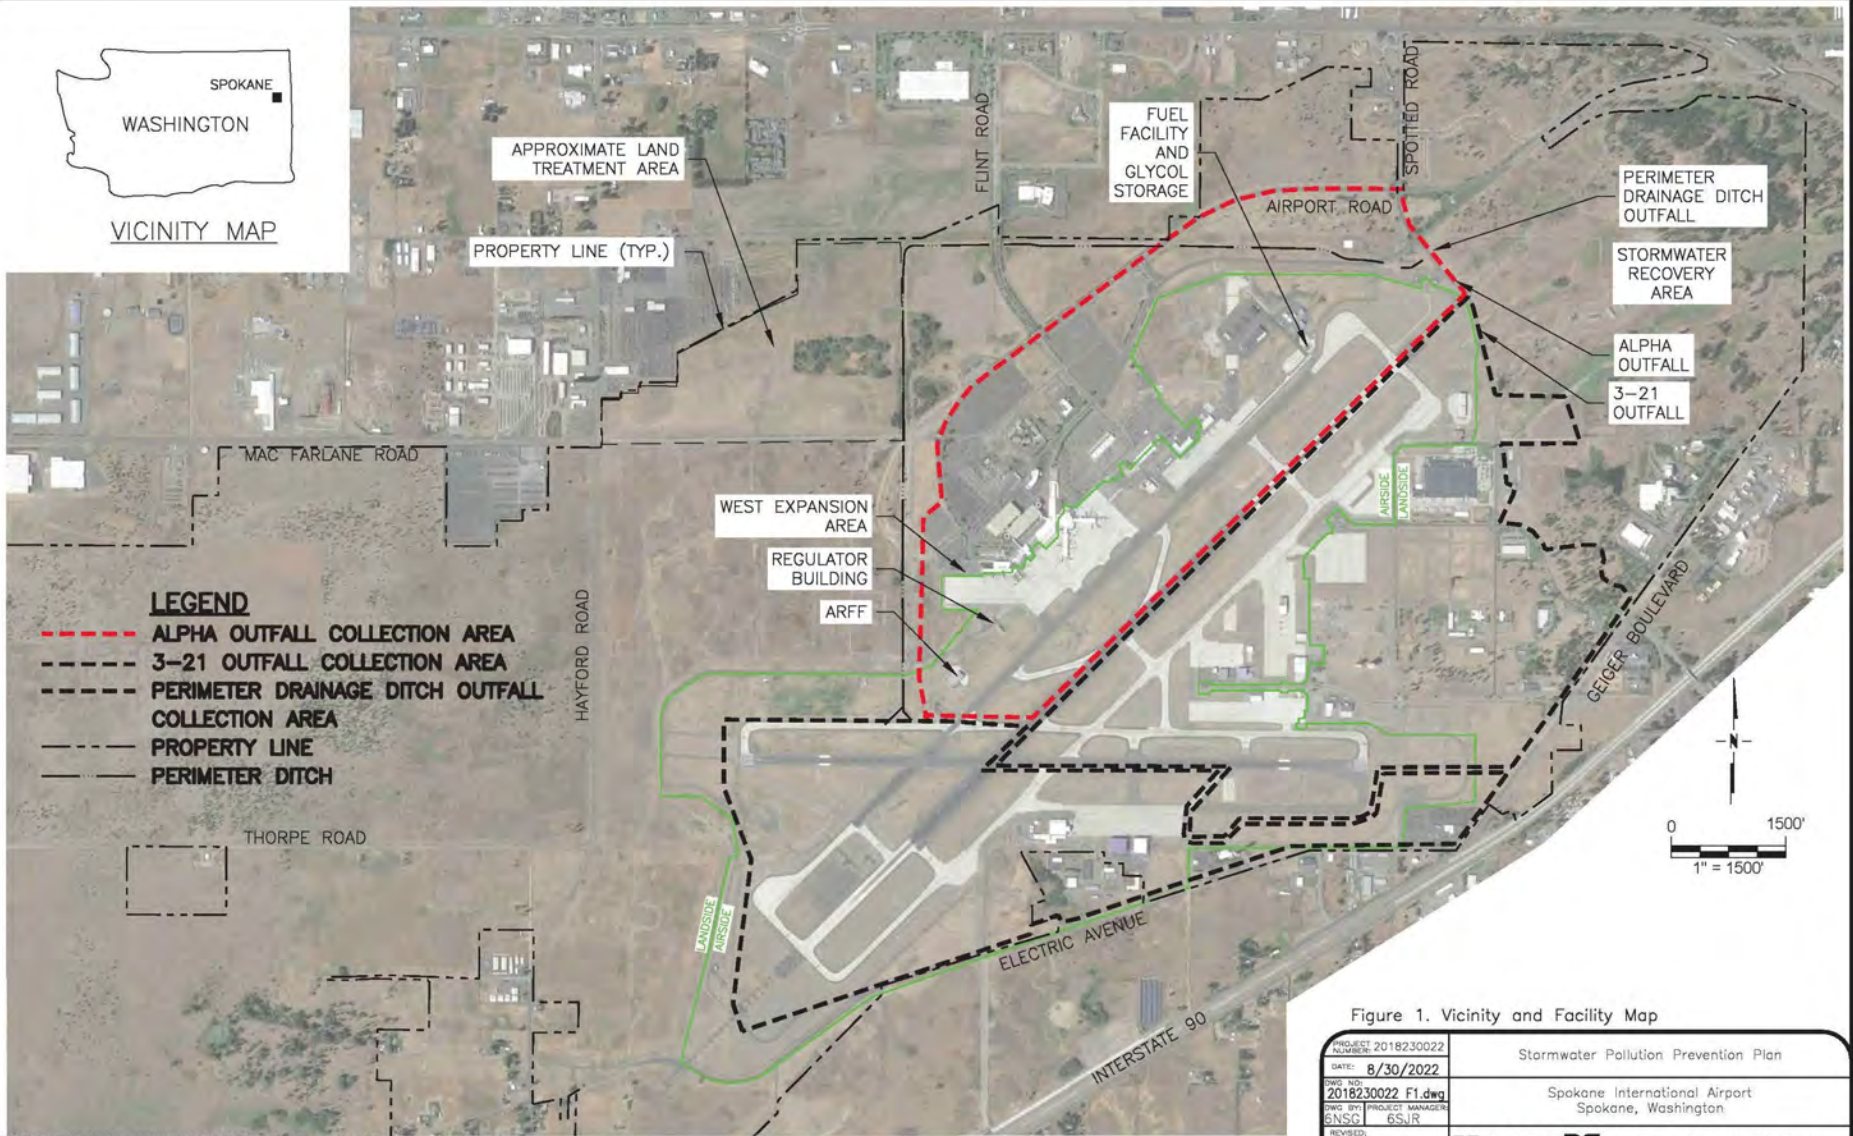 SPOKANE
WASHINGTON
VICINITY MAP
APPROXIMATE LAND
TREATMENT AREA
PROPERTY LINE (TYP.)
FLINT ROAD
FUEL
FACILITY
AND
GLYCOL
STORAGE
SPOTTED ROAD
AIRPORT ROAD
PERIMETER
DRAINAGE DITCH
OUTFALL
STORMWATER
RECOVERY
AREA
ALPHA
OUTFALL
3-21
OUTFALL
MAC FARLANE ROAD
WEST EXPANSION
AREA
REGULATOR
BUILDING
ARFF
AIRSIDE
LANDSIDE
LEGEND
ALPHA OUTFALL COLLECTION AREA
3-21 OUTFALL COLLECTION AREA
PERIMETER DRAINAGE DITCH OUTFALL
COLLECTION AREA
PROPERTY LINE
PERIMETER DITCH
HAYFORD ROAD
GEIGER BOULEVARD
THORPE ROAD
LANDSIDE
AIRSIDE
ELECTRIC AVENUE
INTERSTATE 90
N
0 1500'
1" = 1500'
Figure 1. Vicinity and Facility Map
PROJECT NUMBER: 2018230022
DATE: 8/30/2022
DWG NO:
2018230022 F1.dwg
DWG BY: PROJECT MANAGER:
6NSG 6SJR
REVISED:
Stormwater Pollution Prevention Plan
Spokane International Airport
Spokane, Washington